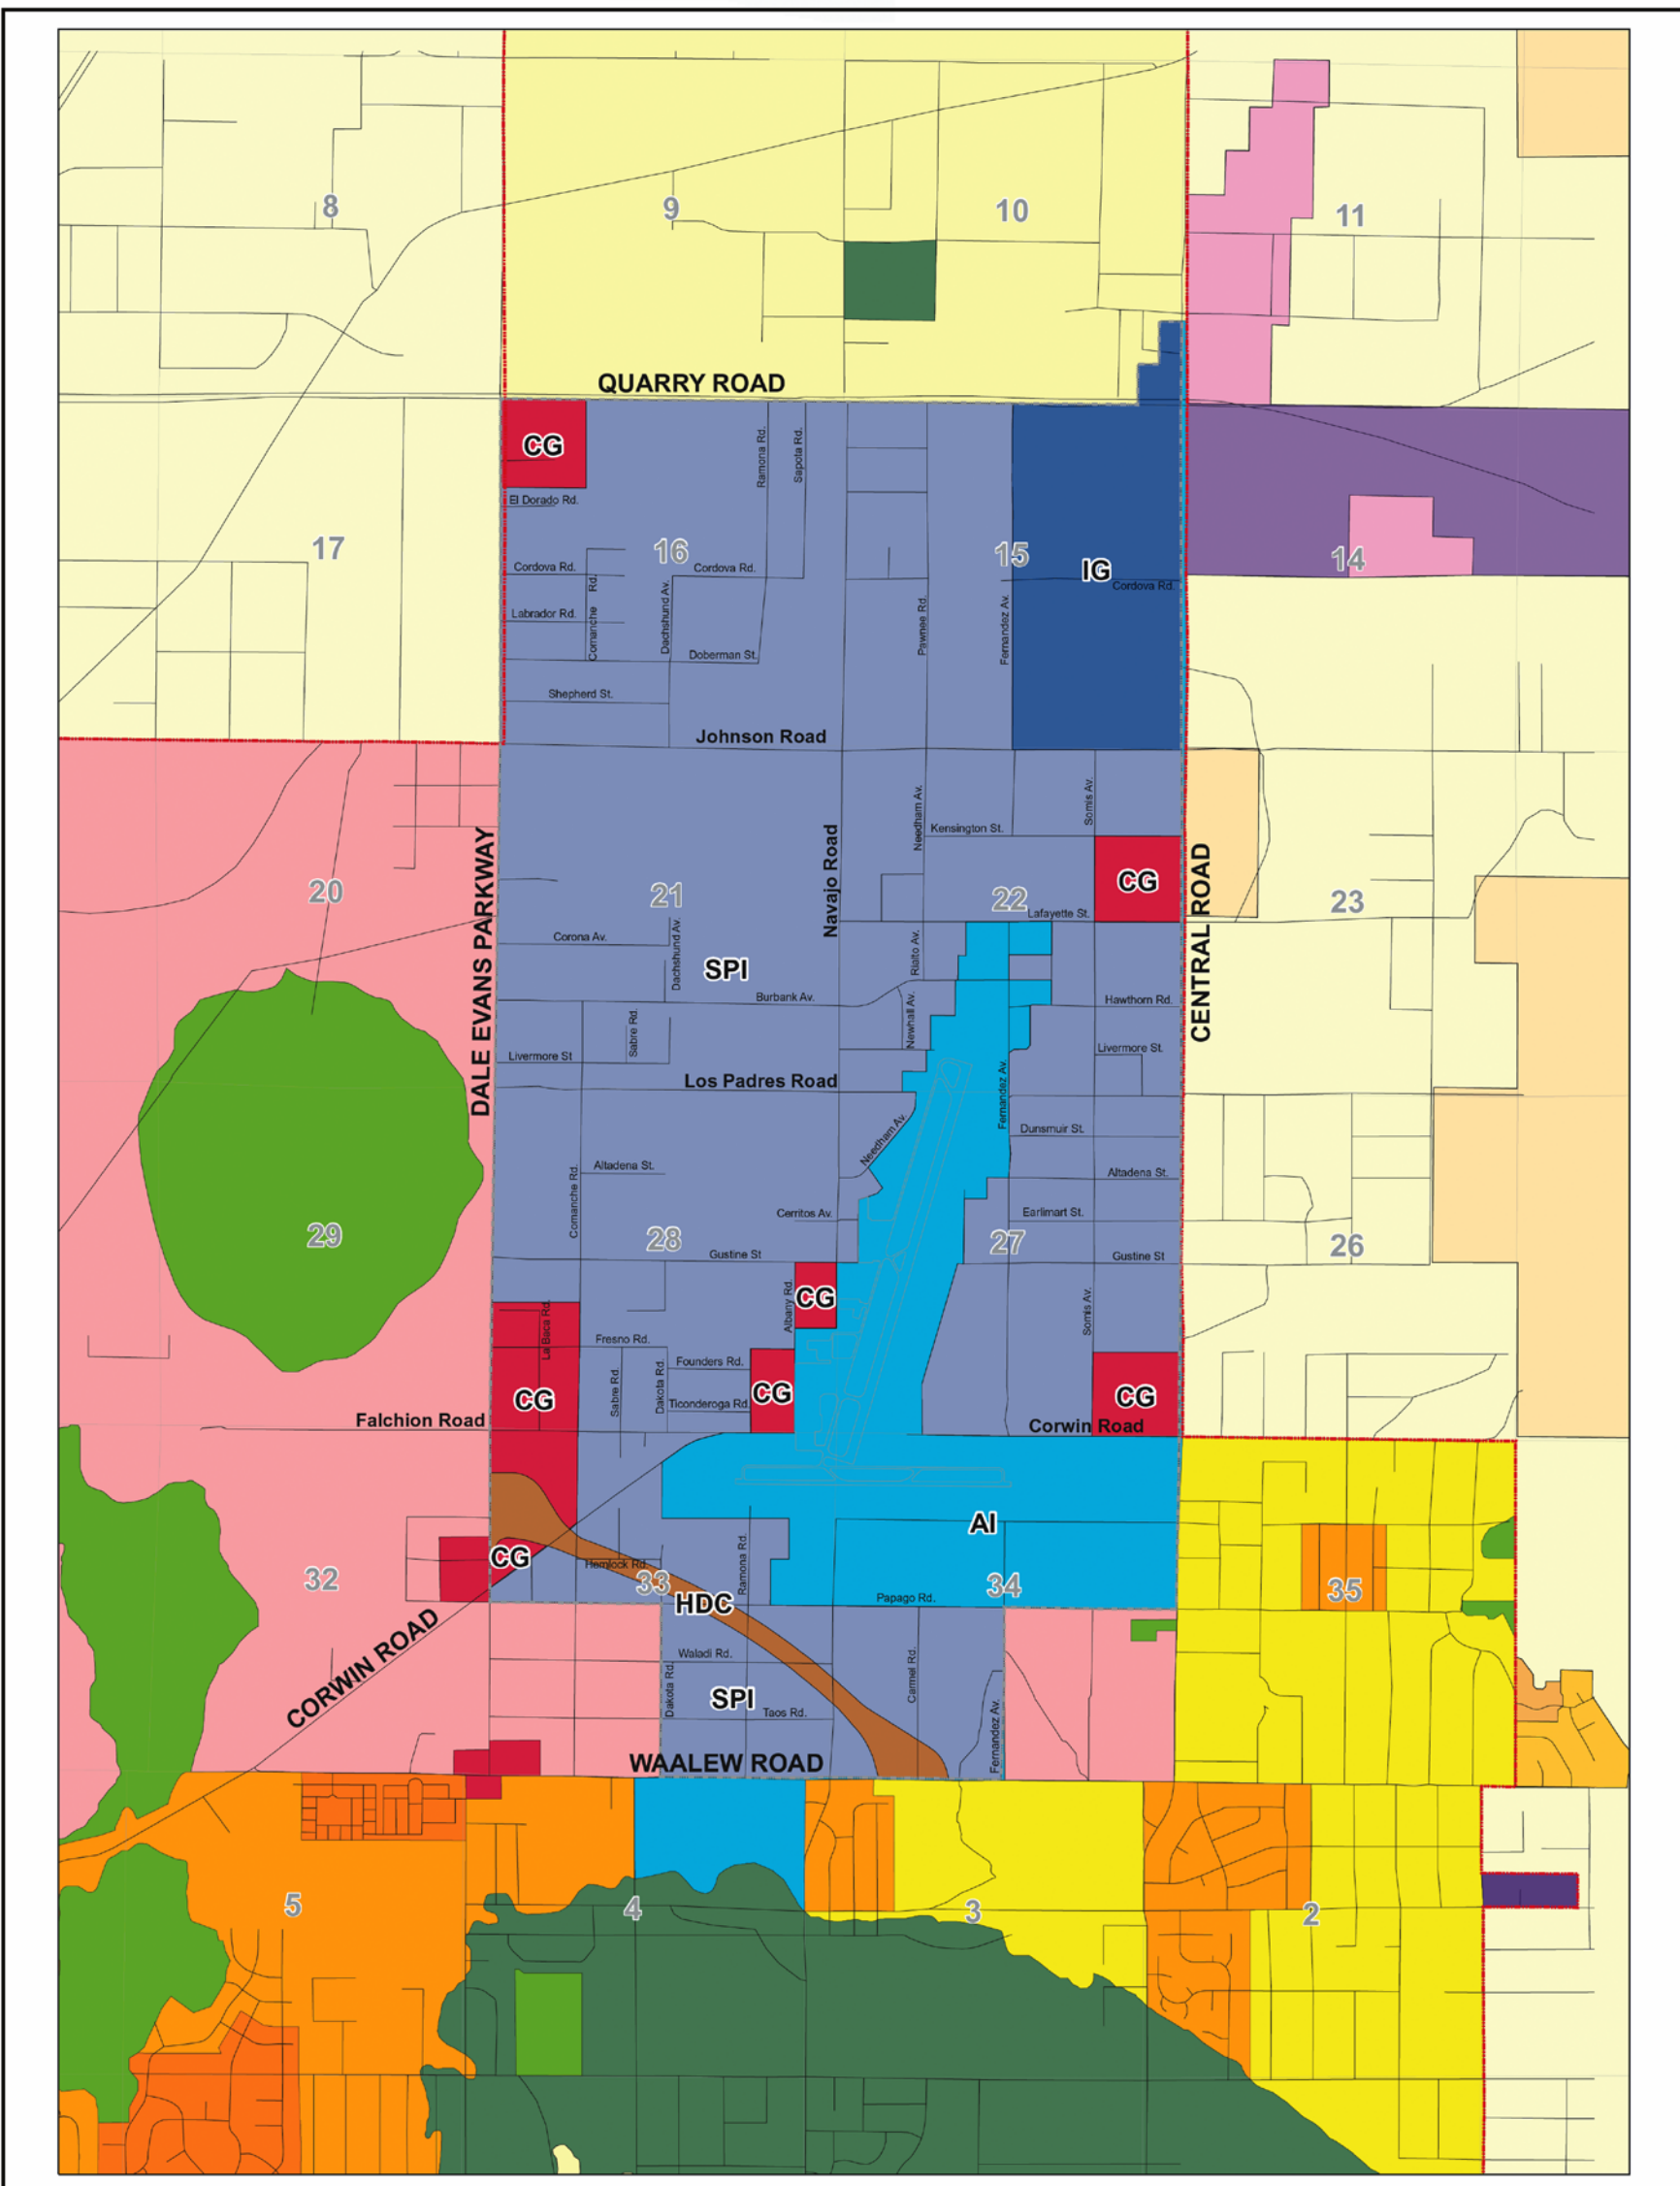 8
9
10
11
QUARRY ROAD
CG
Ramona Rd.
Sapota Rd.
El Dorado Rd.
17
16
15
14
IG
Cordova Rd.
Cordova Rd.
Cordova Rd.
Labrador Rd.
Comanche Rd.
Dachshund Av.
Pawnee Rd.
Fernandez Av.
Doberman St.
Shepherd St.
Johnson Road
Needham Av.
Somis Av.
Kensington St.
DALE EVANS PARKWAY
Navajo Road
CENTRAL ROAD
CG
20
21
22
23
Lafayette St.
Corona Av.
Dachshund Av.
Rialto Av.
SPI
Burbank Av.
Hawthorn Rd.
Newhall Av.
Sabre Rd.
Livermore St
Livermore St.
Los Padres Road
Fernandez Av.
Needham Av.
Dunsmuir St.
Altadena St.
Altadena St.
Comanche Rd.
Cerritos Av.
Earlimart St.
29
28
27
26
Gustine St
Gustine St
Albany Rd.
CG
La Baca Rd.
Somis Av.
Fresno Rd.
Founders Rd.
Sabre Rd.
Dakota Rd.
CG
CG
CG
Ticonderoga Rd.
Falchion Road
Corwin Road
AI
CG
Hemlock Rd.
Ramona Rd.
32
33
34
35
HDC
Papago Rd.
CORWIN ROAD
Waladi Rd.
Dakota Rd.
Carmel Rd.
SPI
Taos Rd.
Fernandez Av.
WAALEW ROAD
5
4
3
2